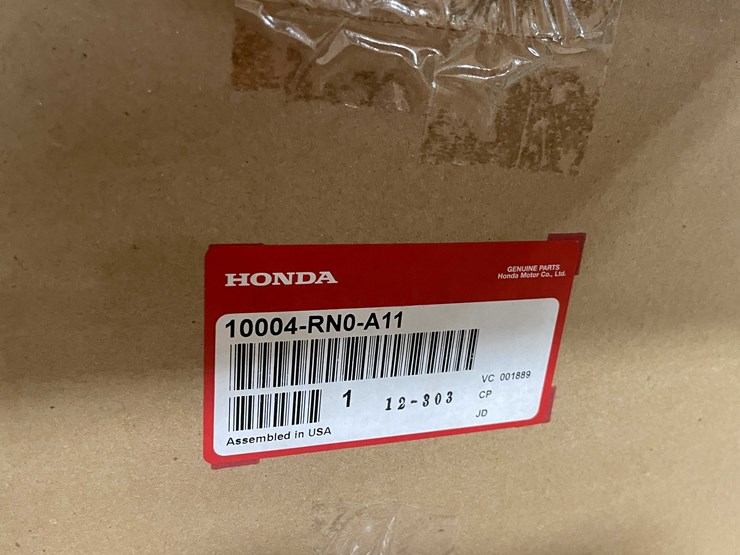 HONDA
GENUINE PARTS
Honda Motor Co., Ltd.
10004-RN0-A11
1
12-303
VC 001889
CP
JD
Assembled in USA